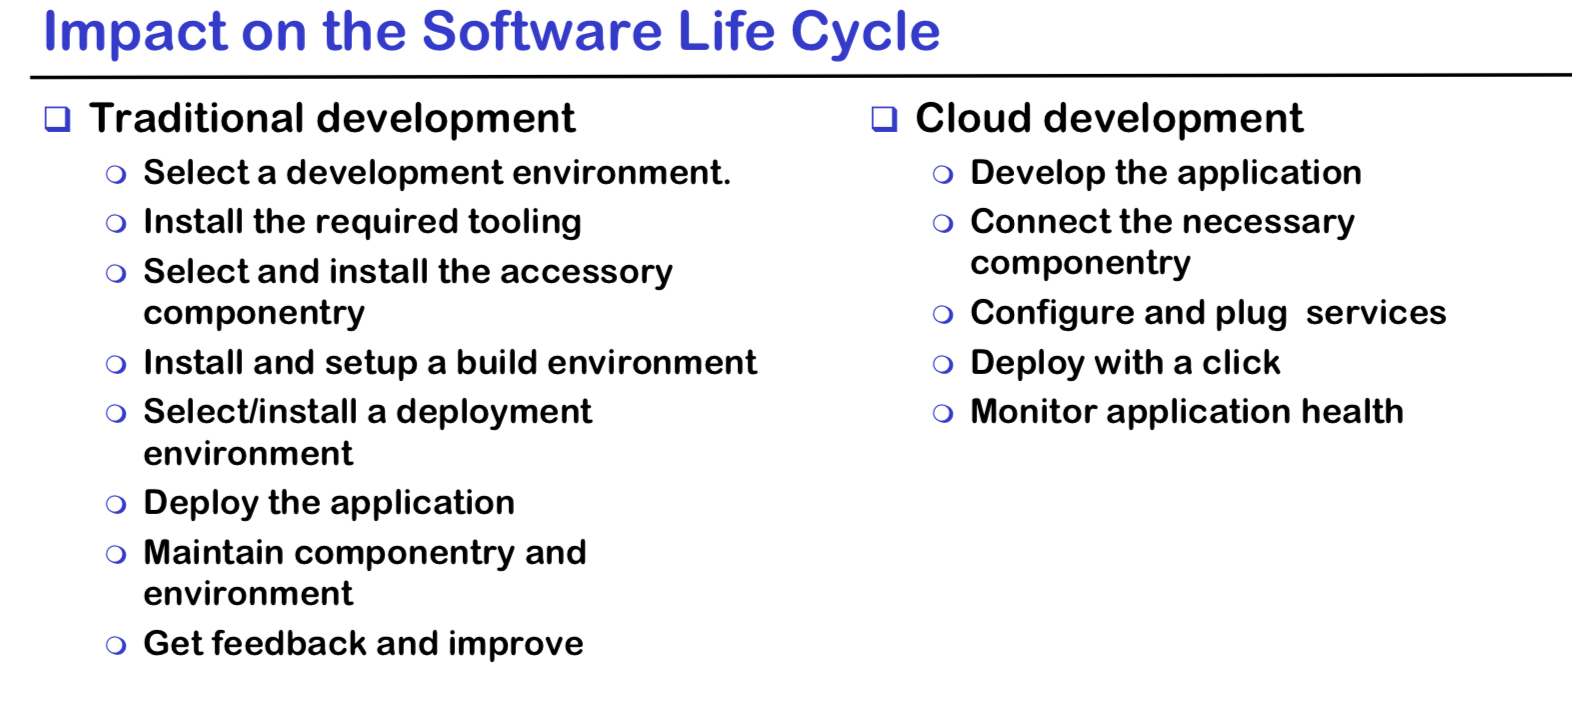 Impact on the Software Life Cycle
Traditional development
Select a development environment.
Install the required tooling
Select and install the accessory
componentry
Install and setup a build environment
Select/install a deployment
environment
Deploy the application
Maintain componentry and
environment
Get feedback and improve
Cloud development
Develop the application
Connect the necessary
componentry
Configure and plug  services
Deploy with a click
Monitor application health